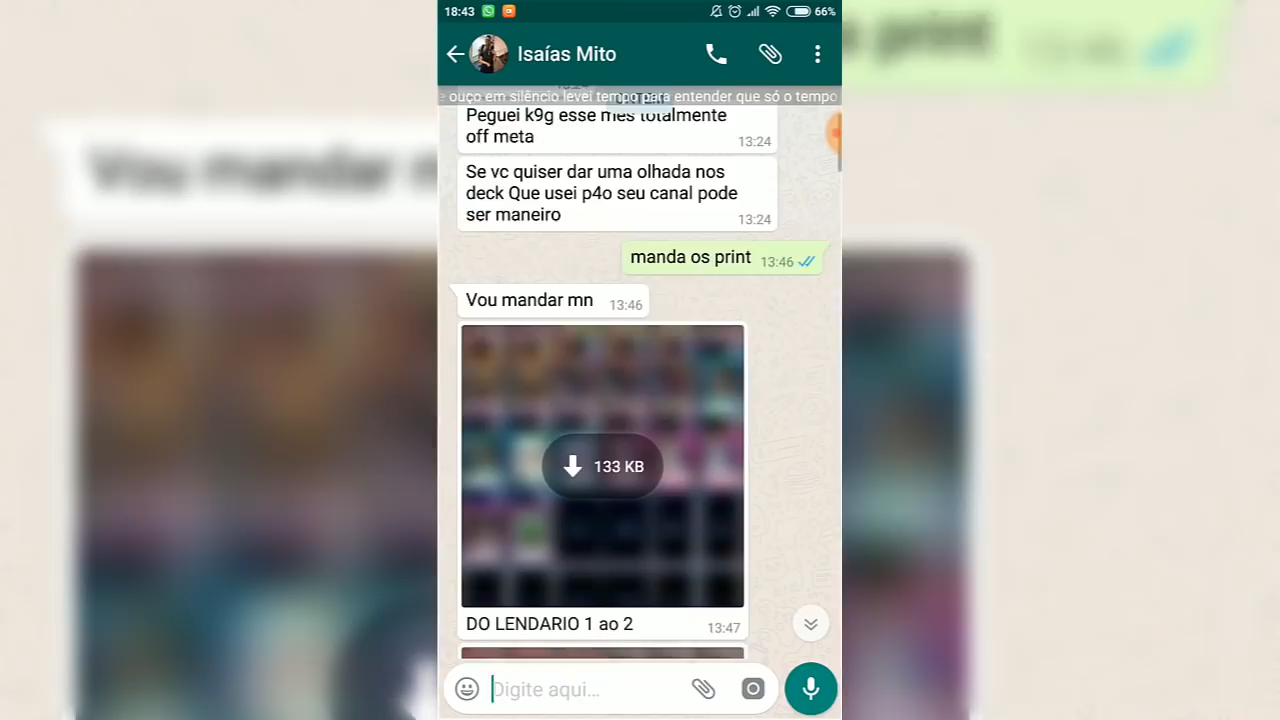 18:43 66%
Isaías Mito
ouço em silêncio levei tempo para entender que só o tempo
Peguei k9g esse mes totalmente
off meta
13:24
Se vc quiser dar uma olhada nos
deck Que usei p4o seu canal pode
ser maneiro
13:24
manda os print 13:46
Vou mandar mn 13:46
133 KB
DO LENDARIO 1 ao 2 13:47
Digite aqui...